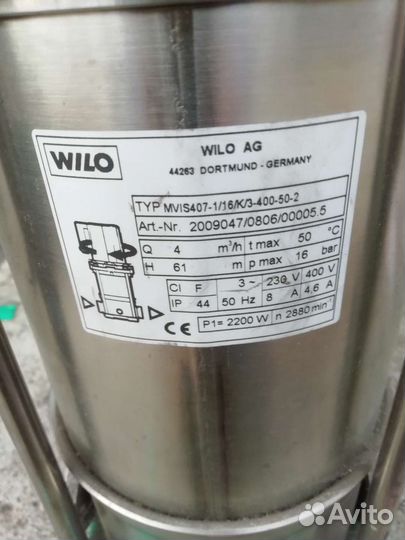 WILO
WILO AG
44263 DORTMUND - GERMANY
TYP MVIS407-1/16/K/3-400-50-2
Art.-Nr. 2009047/0806/00005.5
Q 4 m³/h t max 50 °C
H 61 m p max 16 bar
Cl F 3 ~ 230 V 400 V
IP 44 50 Hz 8 A 4,6 A
P1= 2200 W n 2880 min⁻¹
CE
Avito